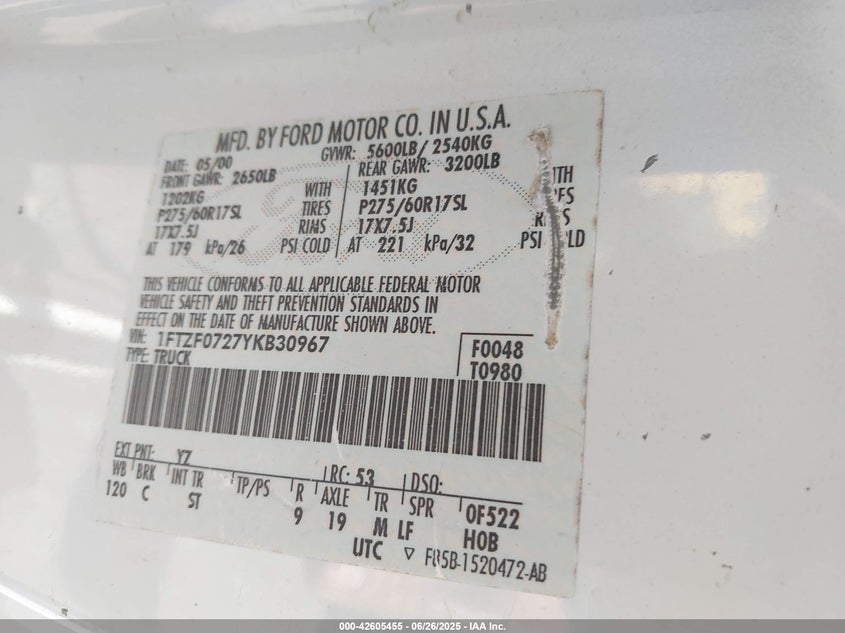 MFD. BY FORD MOTOR CO. IN U.S.A.
DATE: 05/00 GVWR: 5600LB/ 2540KG
FRONT GAWR: 2650LB REAR GAWR: 3200LB
1202KG WITH 1451KG WITH
P275/60R17SL TIRES P275/60R17SL TIRES
17X7.5J RIMS 17X7.5J RIMS
AT 179 kPa/26 PSI COLD AT 221 kPa/32 PSI COLD
THIS VEHICLE CONFORMS TO ALL APPLICABLE FEDERAL MOTOR
VEHICLE SAFETY AND THEFT PREVENTION STANDARDS IN
EFFECT ON THE DATE OF MANUFACTURE SHOWN ABOVE.
VIN: 1FTZF0727YKB30967 F0048
TYPE: TRUCK T0980
EXT PNT: YZ RC: 53 DSO:
WB BRK INT TR TP/PS R AXLE TR SPR 0F522
120 C ST 9 19 M LF HOB
UTC ▽ F85B-1520472-AB
000-42605455 - 06/26/2025 - IAA Inc.